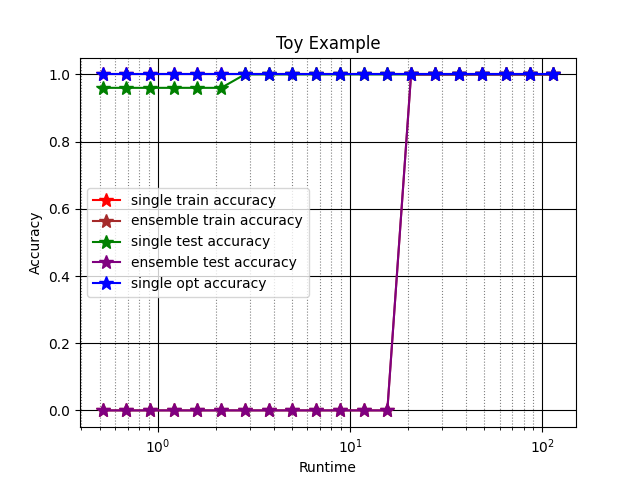 Toy Example
1.0
0.8
0.6
0.4
0.2
0.0
Accuracy
single train accuracy
ensemble train accuracy
single test accuracy
ensemble test accuracy
single opt accuracy
10⁰ 10¹ 10²
Runtime